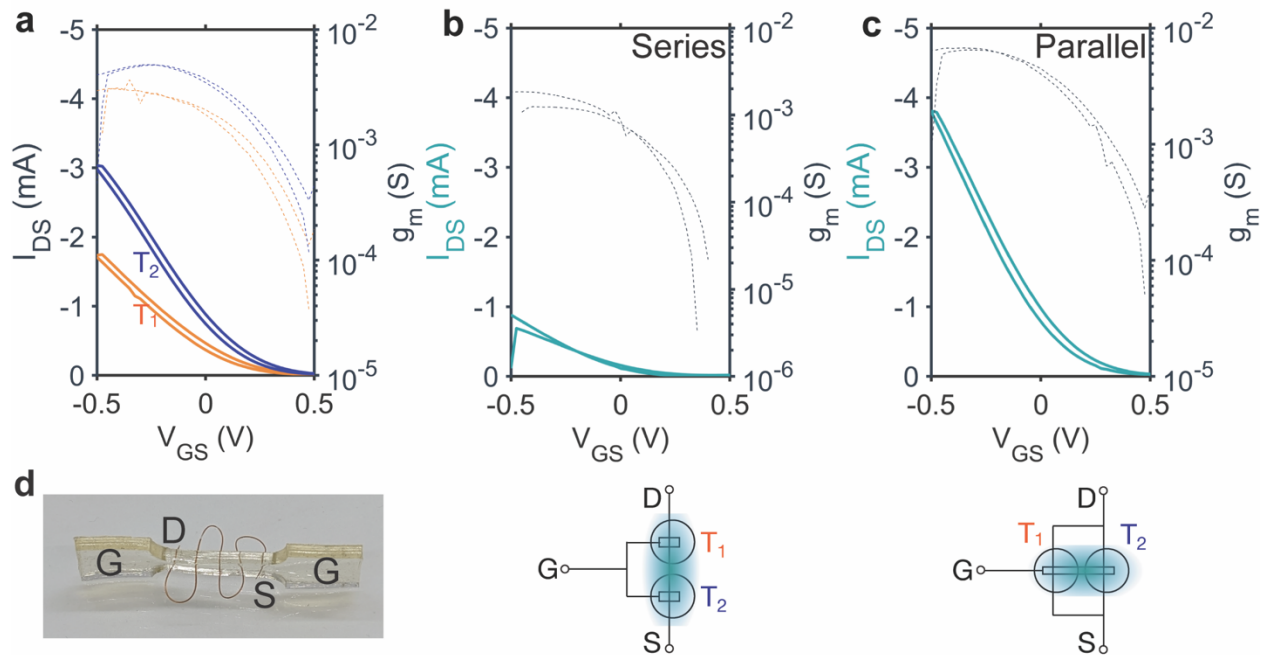 a
-5
-4
-3
-2
-1
0
-0.5
0
0.5
I_DS (mA)
V_GS (V)
g_m (S)
10^-2
10^-3
10^-4
10^-5
T_2
T_1
b
Series
-5
-4
-3
-2
-1
0
-0.5
0
0.5
I_DS (mA)
V_GS (V)
g_m (S)
10^-2
10^-3
10^-4
10^-5
10^-6
c
Parallel
-5
-4
-3
-2
-1
0
-0.5
0
0.5
I_DS (mA)
V_GS (V)
g_m (S)
10^-2
10^-3
10^-4
10^-5
d
G
D
S
G
D
T_1
G
T_2
S
D
T_1
T_2
G
S